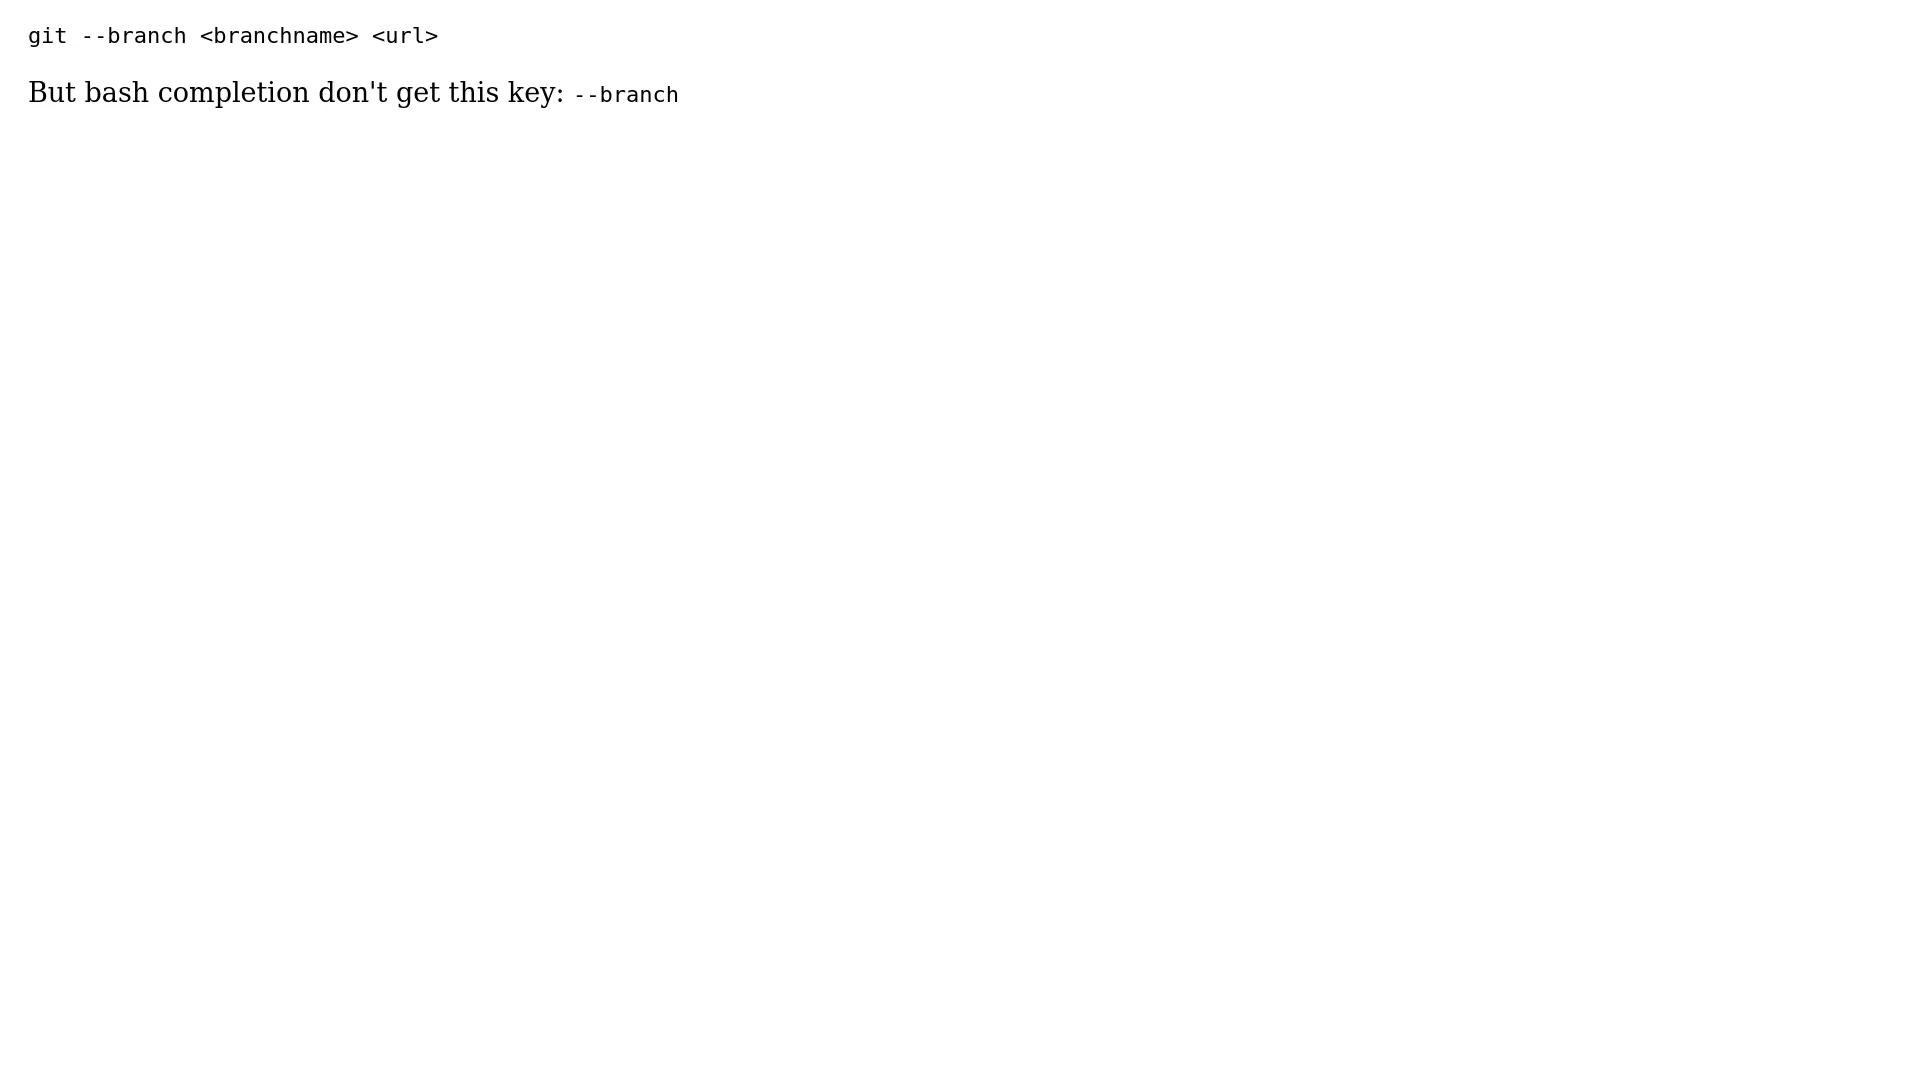 git --branch <branchname> <url>
But bash completion don't get this key: --branch